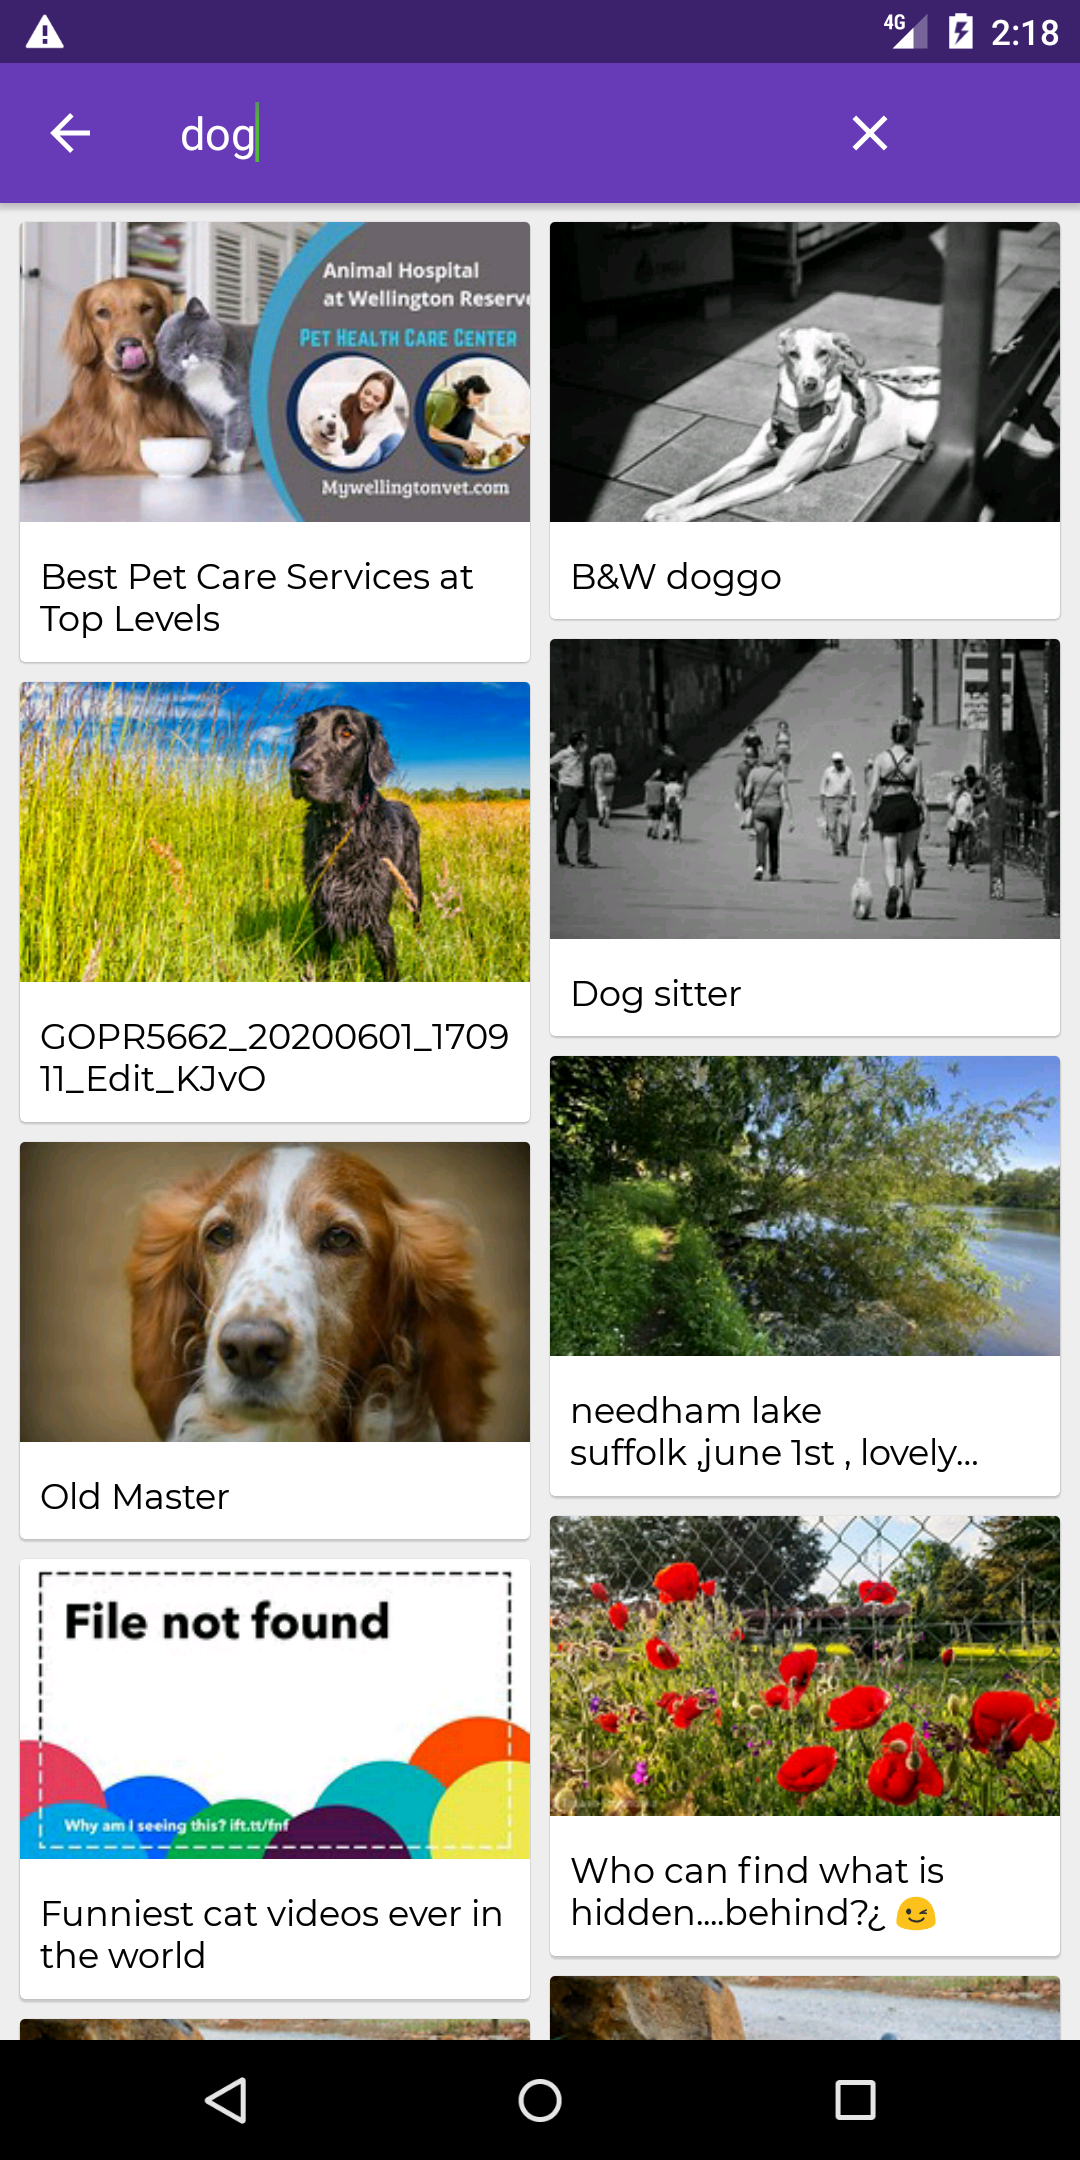 4G 2:18
dog
Animal Hospital
at Wellington Reserve
PET HEALTH CARE CENTER
Mywellingtonvet.com
Best Pet Care Services at
Top Levels
B&W doggo
GOPR5662_20200601_1709
11_Edit_KJvO
Dog sitter
Old Master
needham lake
suffolk ,june 1st , lovely...
File not found
Why am I seeing this? ift.tt/fnf
Funniest cat videos ever in
the world
Who can find what is
hidden....behind?¿ 😉